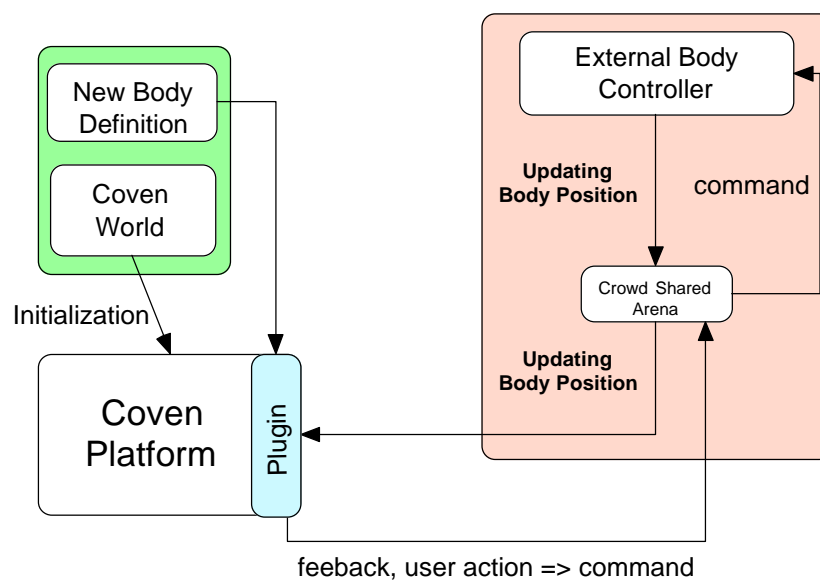 New Body
Definition
Coven
World
Initialization
Coven
Platform
Plugin
External Body
Controller
Updating
Body Position
command
Crowd Shared
Arena
Updating
Body Position
feeback, user action => command